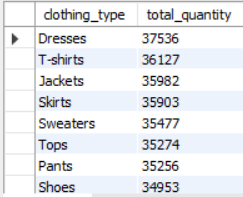 clothing_type total_quantity
Dresses 37536
T-shirts 36127
Jackets 35982
Skirts 35903
Sweaters 35477
Tops 35274
Pants 35256
Shoes 34953